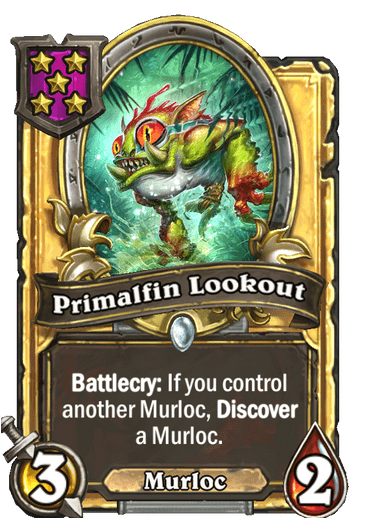 Primalfin Lookout
Battlecry: If you control
another Murloc, Discover
a Murloc.
3
Murloc
2